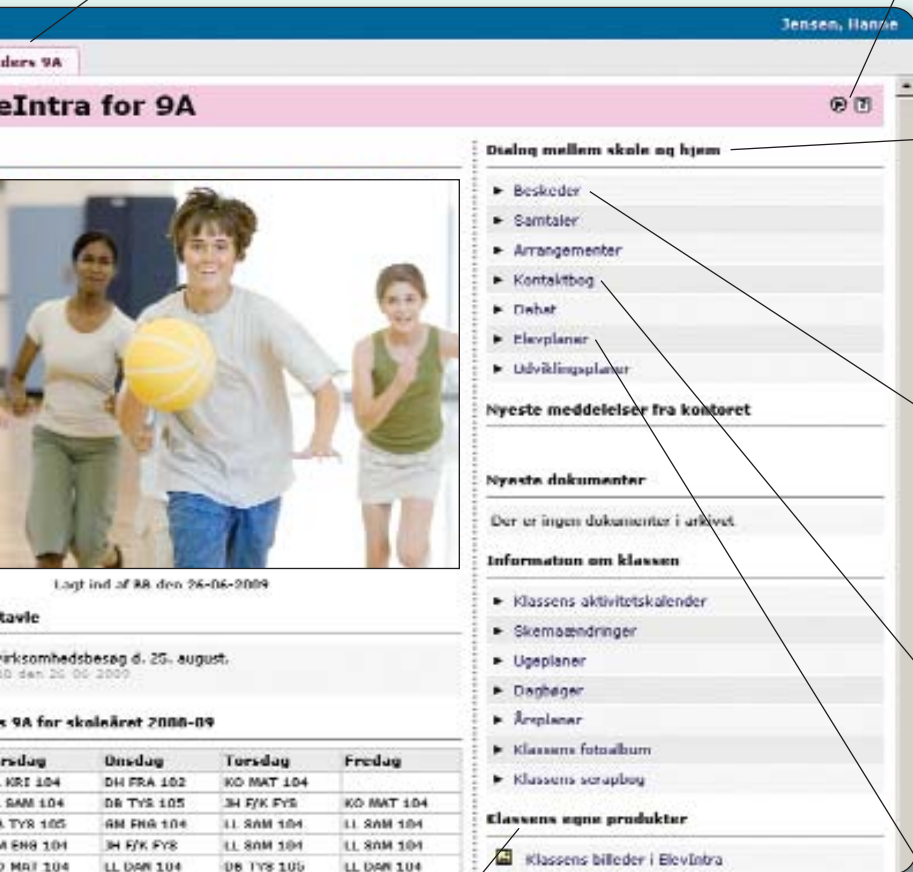 Jensen, Hanne
ders 9A
eIntra for 9A
Dialog mellem skole og hjem
Beskeder
Samtaler
Arrangementer
Kontaktbog
Debat
Elevplaner
Udviklingsplaner
Nyeste meddelelser fra kontoret
Nyeste dokumenter
Der er ingen dokumenter i arkivet
Information om klassen
Klassens aktivitetskalender
Skemaændringer
Ugeplaner
Dagbøger
Årsplaner
Klassens fotoalbum
Klassens scrapbog
Klassens egne produkter
Klassens billeder i ElevIntra
Lagt ind af BB den 26-06-2009
tavle
virksomhedsbesøg d. 25. august.
den 26-06-2009
s 9A for skoleåret 2008-09
rsdag Onsdag Torsdag Fredag
KRI 104 DH FRA 102 KO MAT 104
SAM 104 DB TYS 105 JH F/K FYS KO MAT 104
TYS 105 GM ENG 104 LL SAM 104 LL SAM 104
ENG 104 JH F/K FYS LL SAM 104 LL SAM 104
MAT 104 LL DAN 104 DB TYS 105 LL DAN 104